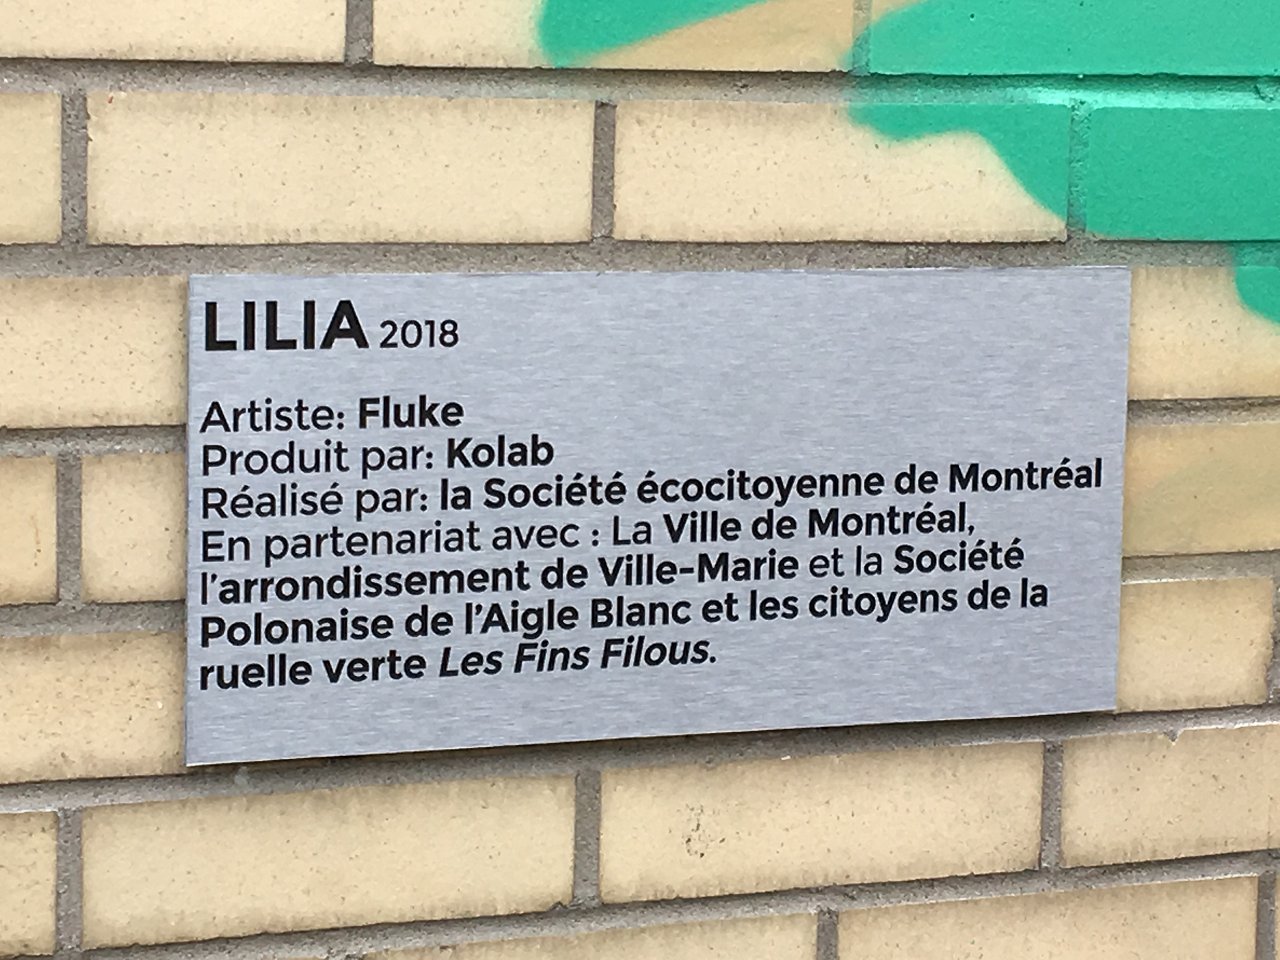 LILIA 2018
Artiste: Fluke
Produit par: Kolab
Réalisé par: la Société écocitoyenne de Montréal
En partenariat avec : La Ville de Montréal,
l'arrondissement de Ville-Marie et la Société
Polonaise de l'Aigle Blanc et les citoyens de la
ruelle verte Les Fins Filous.